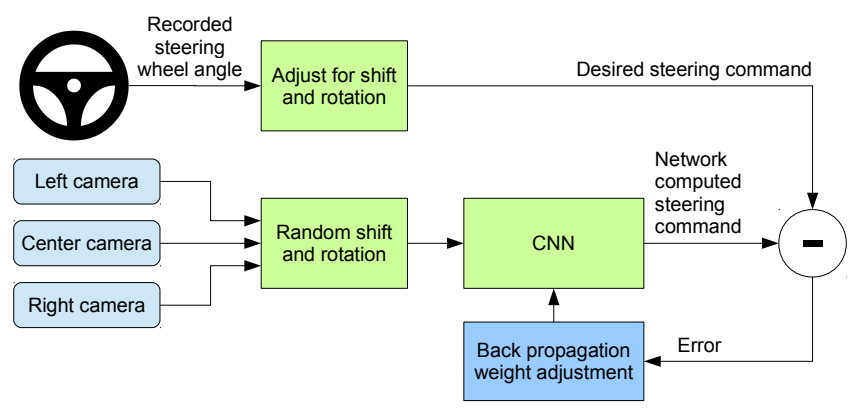 Recorded
steering
wheel angle
Adjust for shift
and rotation
Desired steering command
Left camera
Center camera
Right camera
Random shift
and rotation
CNN
Network
computed
steering
command
-
Back propagation
weight adjustment
Error